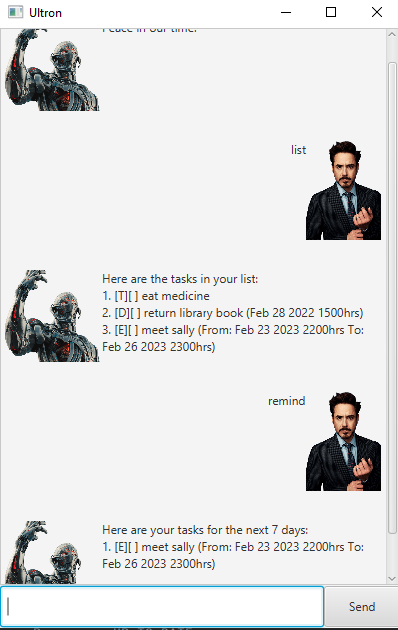 Ultron
Peace in our time.
list
Here are the tasks in your list:
1. [T][ ] eat medicine
2. [D][ ] return library book (Feb 28 2022 1500hrs)
3. [E][ ] meet sally (From: Feb 23 2023 2200hrs To:
Feb 26 2023 2300hrs)
remind
Here are your tasks for the next 7 days:
1. [E][ ] meet sally (From: Feb 23 2023 2200hrs To:
Feb 26 2023 2300hrs)
Send